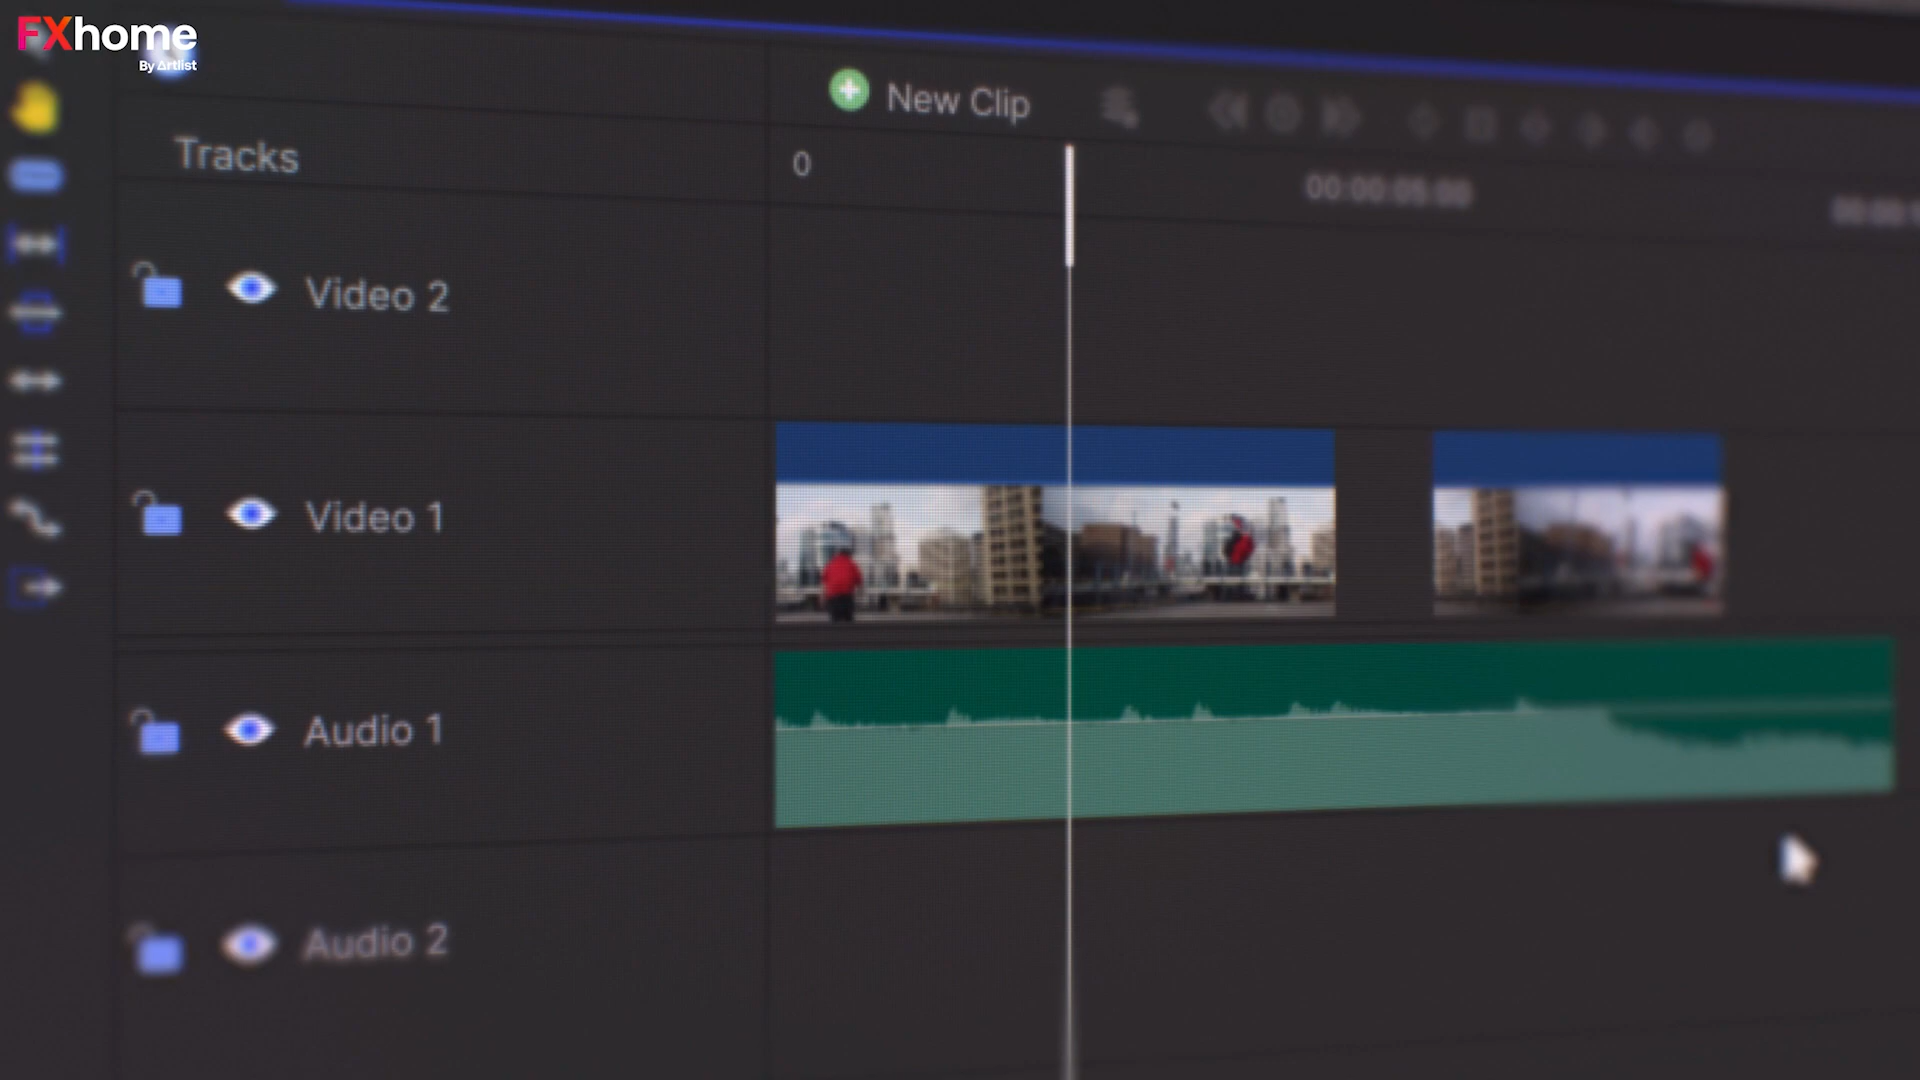 FXhome
By Artlist
New Clip
Tracks
0
00:00:05:00
Video 2
Video 1
Audio 1
Audio 2